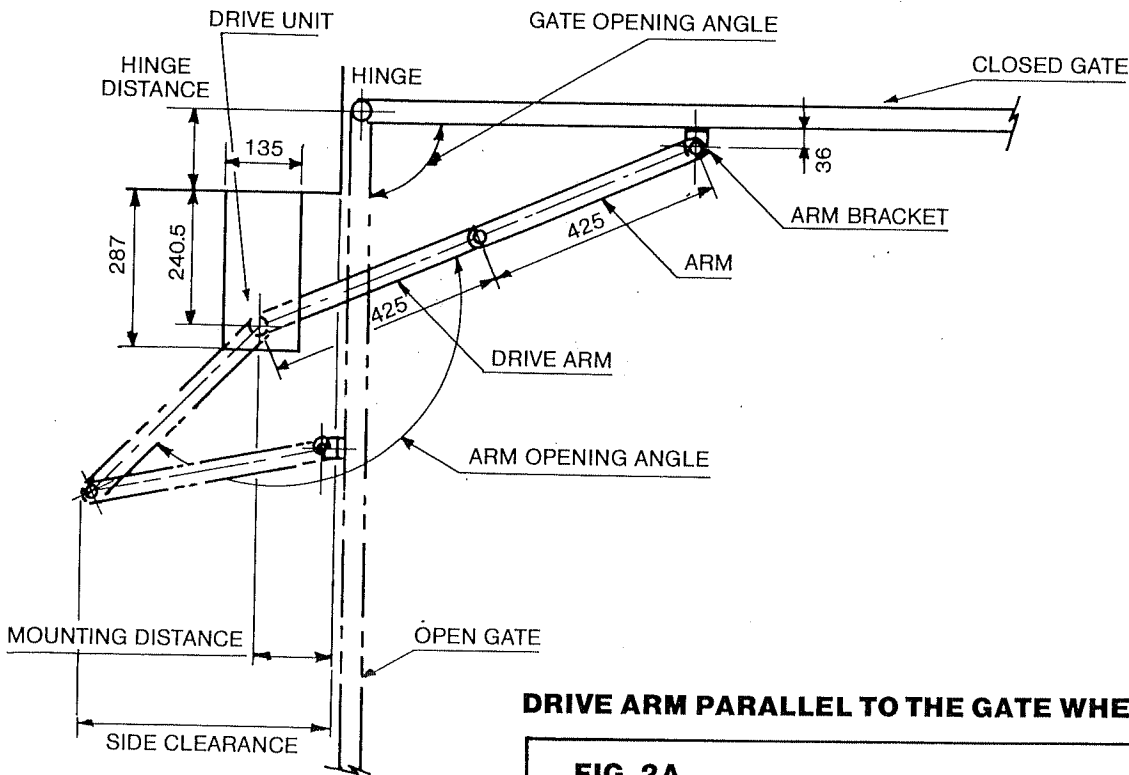 DRIVE UNIT
GATE OPENING ANGLE
HINGE
DISTANCE
HINGE
CLOSED GATE
135
36
287
240.5
425
ARM BRACKET
ARM
425
DRIVE ARM
ARM OPENING ANGLE
MOUNTING DISTANCE
OPEN GATE
SIDE CLEARANCE
DRIVE ARM PARALLEL TO THE GATE WHE
FIG. 2A